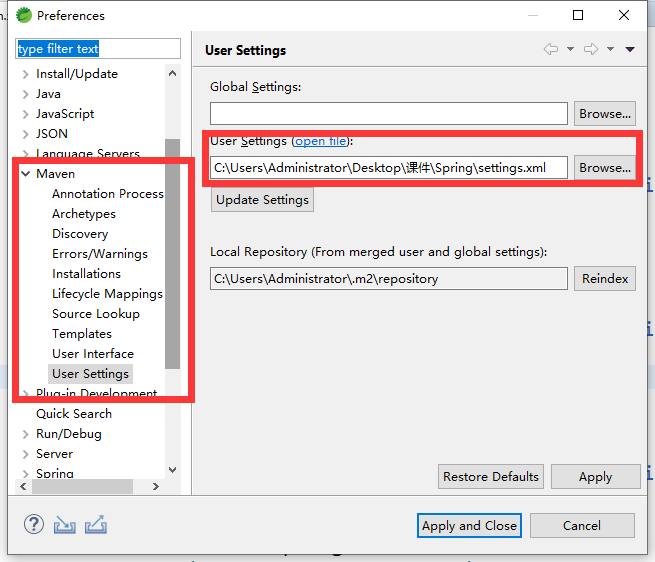 Preferences
type filter text
Install/Update
Java
JavaScript
JSON
Language Servers
Maven
Annotation Process
Archetypes
Discovery
Errors/Warnings
Installations
Lifecycle Mappings
Source Lookup
Templates
User Interface
User Settings
Plug-in Development
Quick Search
Run/Debug
Server
Spring
User Settings
Global Settings:
Browse...
User Settings (open file):
C:\Users\Administrator\Desktop\课件\Spring\settings.xml
Browse...
Update Settings
Local Repository (From merged user and global settings):
C:\Users\Administrator\.m2\repository
Reindex
Restore Defaults
Apply
Apply and Close
Cancel